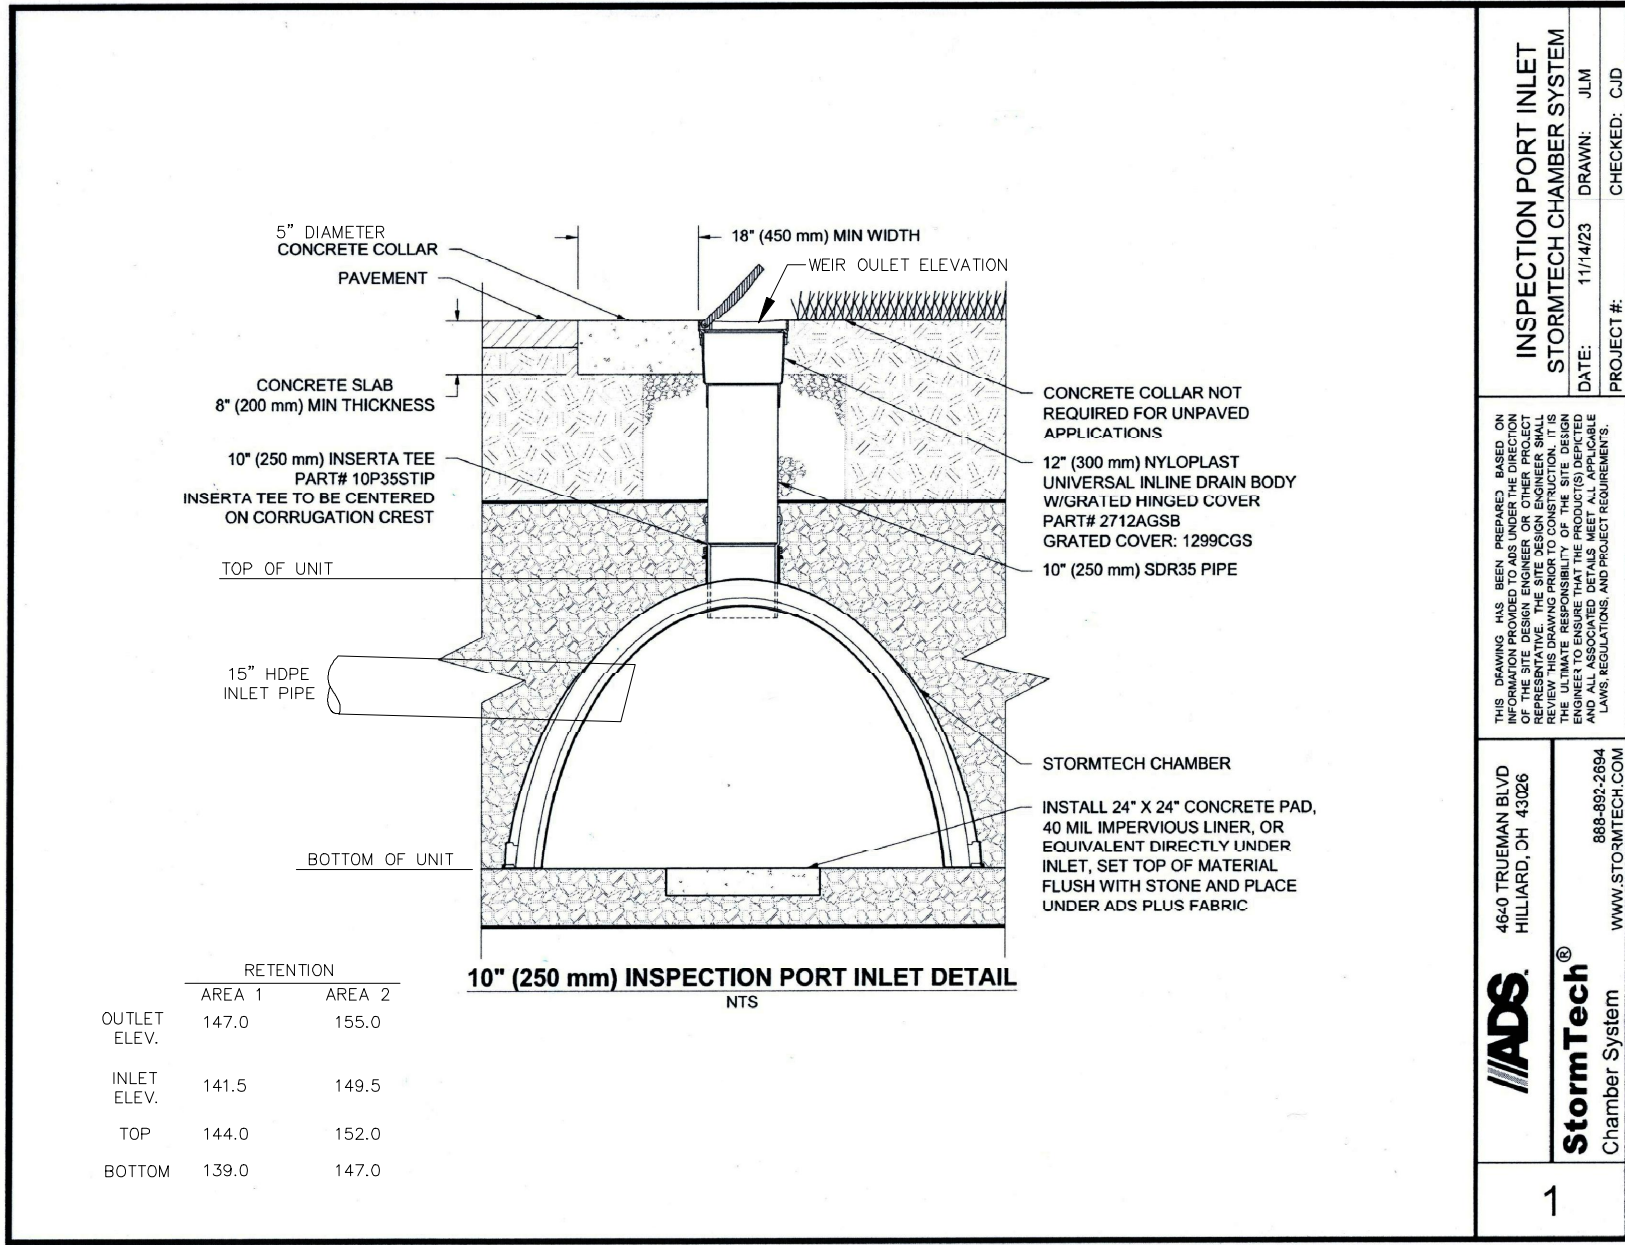 5” DIAMETER
CONCRETE COLLAR
PAVEMENT
18" (450 mm) MIN WIDTH
WEIR OULET ELEVATION
CONCRETE SLAB
8" (200 mm) MIN THICKNESS
10" (250 mm) INSERTA TEE
PART# 10P35STIP
INSERTA TEE TO BE CENTERED
ON CORRUGATION CREST
TOP OF UNIT
15” HDPE
INLET PIPE
BOTTOM OF UNIT
CONCRETE COLLAR NOT
REQUIRED FOR UNPAVED
APPLICATIONS
12" (300 mm) NYLOPLAST
UNIVERSAL INLINE DRAIN BODY
W/GRATED HINGED COVER
PART# 2712AGSB
GRATED COVER: 1299CGS
10" (250 mm) SDR35 PIPE
STORMTECH CHAMBER
INSTALL 24" X 24" CONCRETE PAD,
40 MIL IMPERVIOUS LINER, OR
EQUIVALENT DIRECTLY UNDER
INLET, SET TOP OF MATERIAL
FLUSH WITH STONE AND PLACE
UNDER ADS PLUS FABRIC
10" (250 mm) INSPECTION PORT INLET DETAIL
NTS
RETENTION
AREA 1 AREA 2
OUTLET ELEV. 147.0 155.0
INLET ELEV. 141.5 149.5
TOP 144.0 152.0
BOTTOM 139.0 147.0
INSPECTION PORT INLET
STORMTECH CHAMBER SYSTEM
DATE: 11/14/23 DRAWN: JLM
PROJECT #: CHECKED: CJD
THIS DRAWING HAS BEEN PREPARED BASED ON
INFORMATION PROVIDED TO ADS UNDER THE DIRECTION
OF THE SITE DESIGN ENGINEER OR OTHER PROJECT
REPRESENTATIVE. THE SITE DESIGN ENGINEER SHALL
REVIEW THIS DRAWING PRIOR TO CONSTRUCTION. IT IS
THE ULTIMATE RESPONSIBILITY OF THE SITE DESIGN
ENGINEER TO ENSURE THAT THE PRODUCT(S) DEPICTED
AND ALL ASSOCIATED DETAILS MEET ALL APPLICABLE
LAWS, REGULATIONS, AND PROJECT REQUIREMENTS.
4640 TRUEMAN BLVD
HILLIARD, OH 43026
ADS.
StormTech®
Chamber System
888-892-2694
WWW.STORMTECH.COM
1